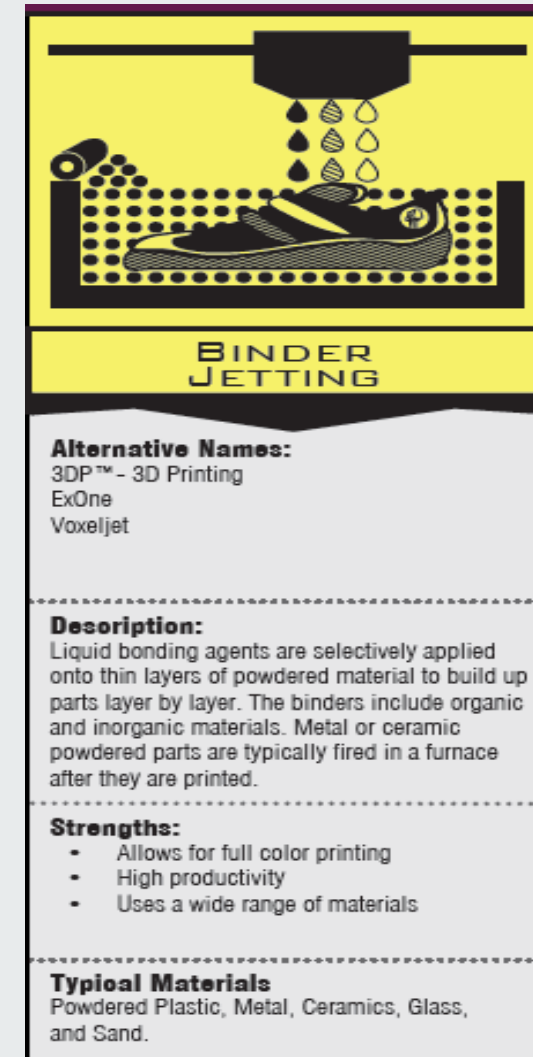 BINDER
JETTING
Alternative Names:
3DP™ - 3D Printing
ExOne
Voxeljet
Description:
Liquid bonding agents are selectively applied
onto thin layers of powdered material to build up
parts layer by layer. The binders include organic
and inorganic materials. Metal or ceramic
powdered parts are typically fired in a furnace
after they are printed.
Strengths:
• Allows for full color printing
• High productivity
• Uses a wide range of materials
Typical Materials
Powdered Plastic, Metal, Ceramics, Glass,
and Sand.